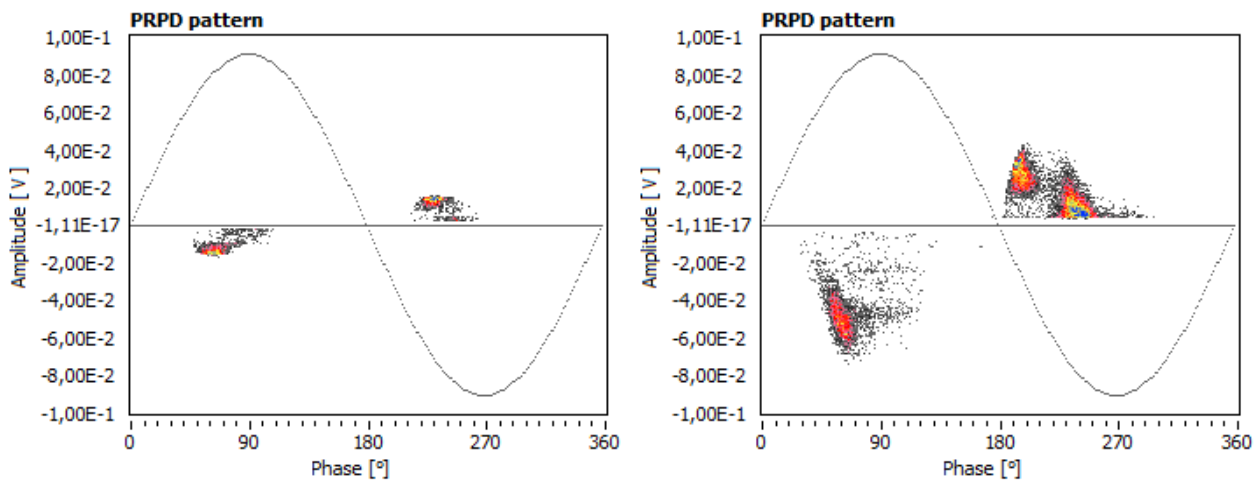 PRPD pattern
1,00E-1
8,00E-2
6,00E-2
4,00E-2
2,00E-2
-1,11E-17
-2,00E-2
-4,00E-2
-6,00E-2
-8,00E-2
-1,00E-1
Amplitude [ V ]
0 90 180 270 360
Phase [º]
PRPD pattern
1,00E-1
8,00E-2
6,00E-2
4,00E-2
2,00E-2
-1,11E-17
-2,00E-2
-4,00E-2
-6,00E-2
-8,00E-2
-1,00E-1
Amplitude [ V ]
0 90 180 270 360
Phase [º]